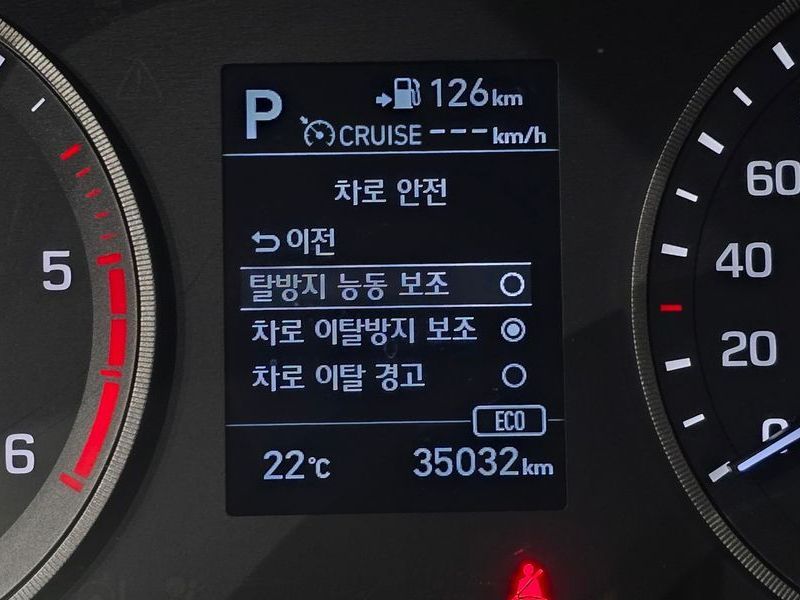 P
126km
CRUISE ---km/h
차로 안전
이전
탈방지 능동 보조
차로 이탈방지 보조
차로 이탈 경고
ECO
22°C
35032km
5
6
60
40
20
0